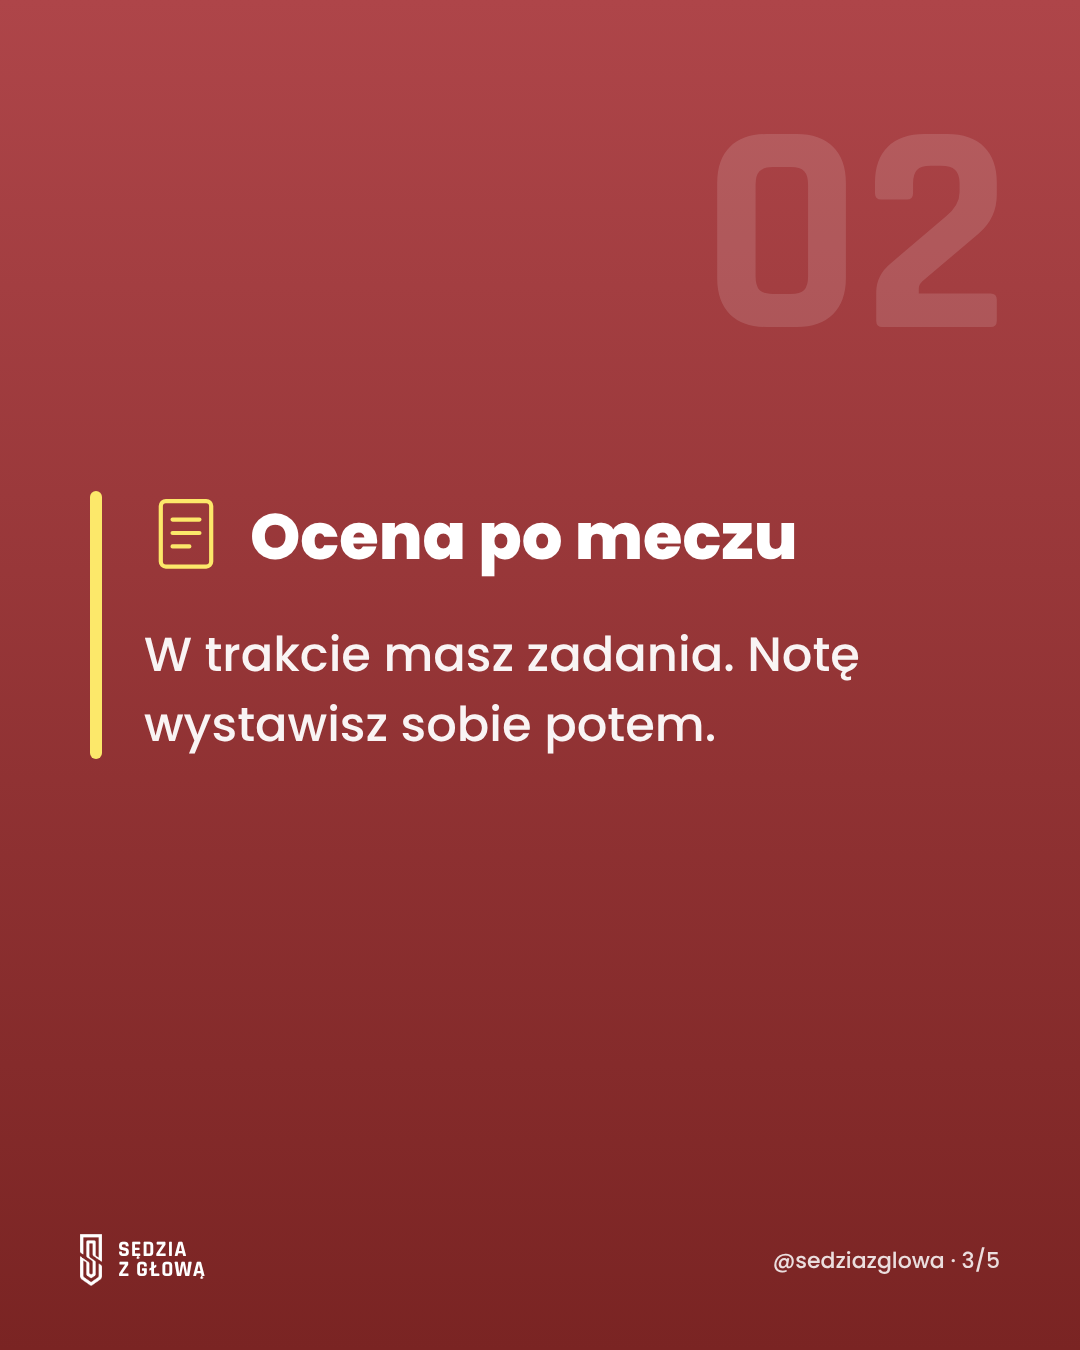 02
Ocena po meczu
W trakcie masz zadania. Notę
wystawisz sobie potem.
SĘDZIA
Z GŁOWĄ
@sedziazglowa · 3/5